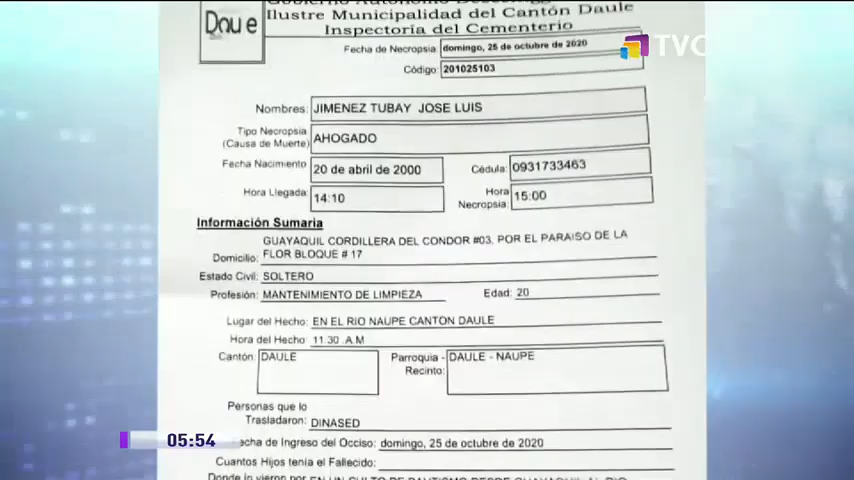 Ilustre Municipalidad del Cantón Daule
Inspectoria del Cementerio
Fecha de Necropsia: domingo, 25 de octubre de 2020
Código: 201025103
Nombres: JIMENEZ TUBAY JOSE LUIS
Tipo Necropsia
(Causa de Muerte) AHOGADO
Fecha Nacimiento 20 de abril de 2000 Cédula: 0931733463
Hora Llegada: 14:10 Hora Necropsia: 15:00
Información Sumaria
GUAYAQUIL CORDILLERA DEL CONDOR #03, POR EL PARAISO DE LA
Domicilio: FLOR BLOQUE # 17
Estado Civil: SOLTERO
Profesión: MANTENIMIENTO DE LIMPIEZA Edad: 20
Lugar del Hecho: EN EL RIO NAUPE CANTON DAULE
Hora del Hecho 11.30 .A.M
Cantón: DAULE Parroquia - Recinto: DAULE - NAUPE
Personas que lo
Trasladaron: DINASED
echa de Ingreso del Occiso: domingo, 25 de octubre de 2020
Cuantos Hijos tenía el Fallecido:
05:54